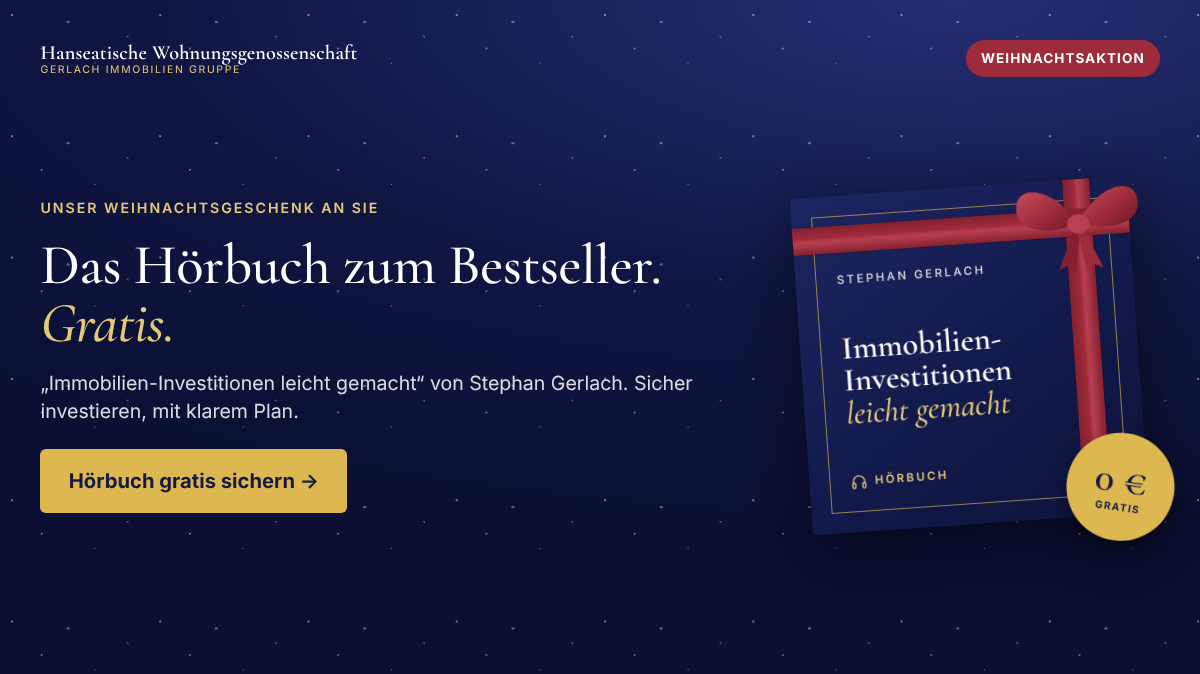 Hanseatische Wohnungsgenossenschaft
GERLACH IMMOBILIEN GRUPPE
WEIHNACHTSAKTION
UNSER WEIHNACHTSGESCHENK AN SIE
Das Hörbuch zum Bestseller.
Gratis.
„Immobilien-Investitionen leicht gemacht“ von Stephan Gerlach. Sicher
investieren, mit klarem Plan.
Hörbuch gratis sichern →
STEPHAN GERLACH
Immobilien-
Investitionen
leicht gemacht
HÖRBUCH
0 €
GRATIS